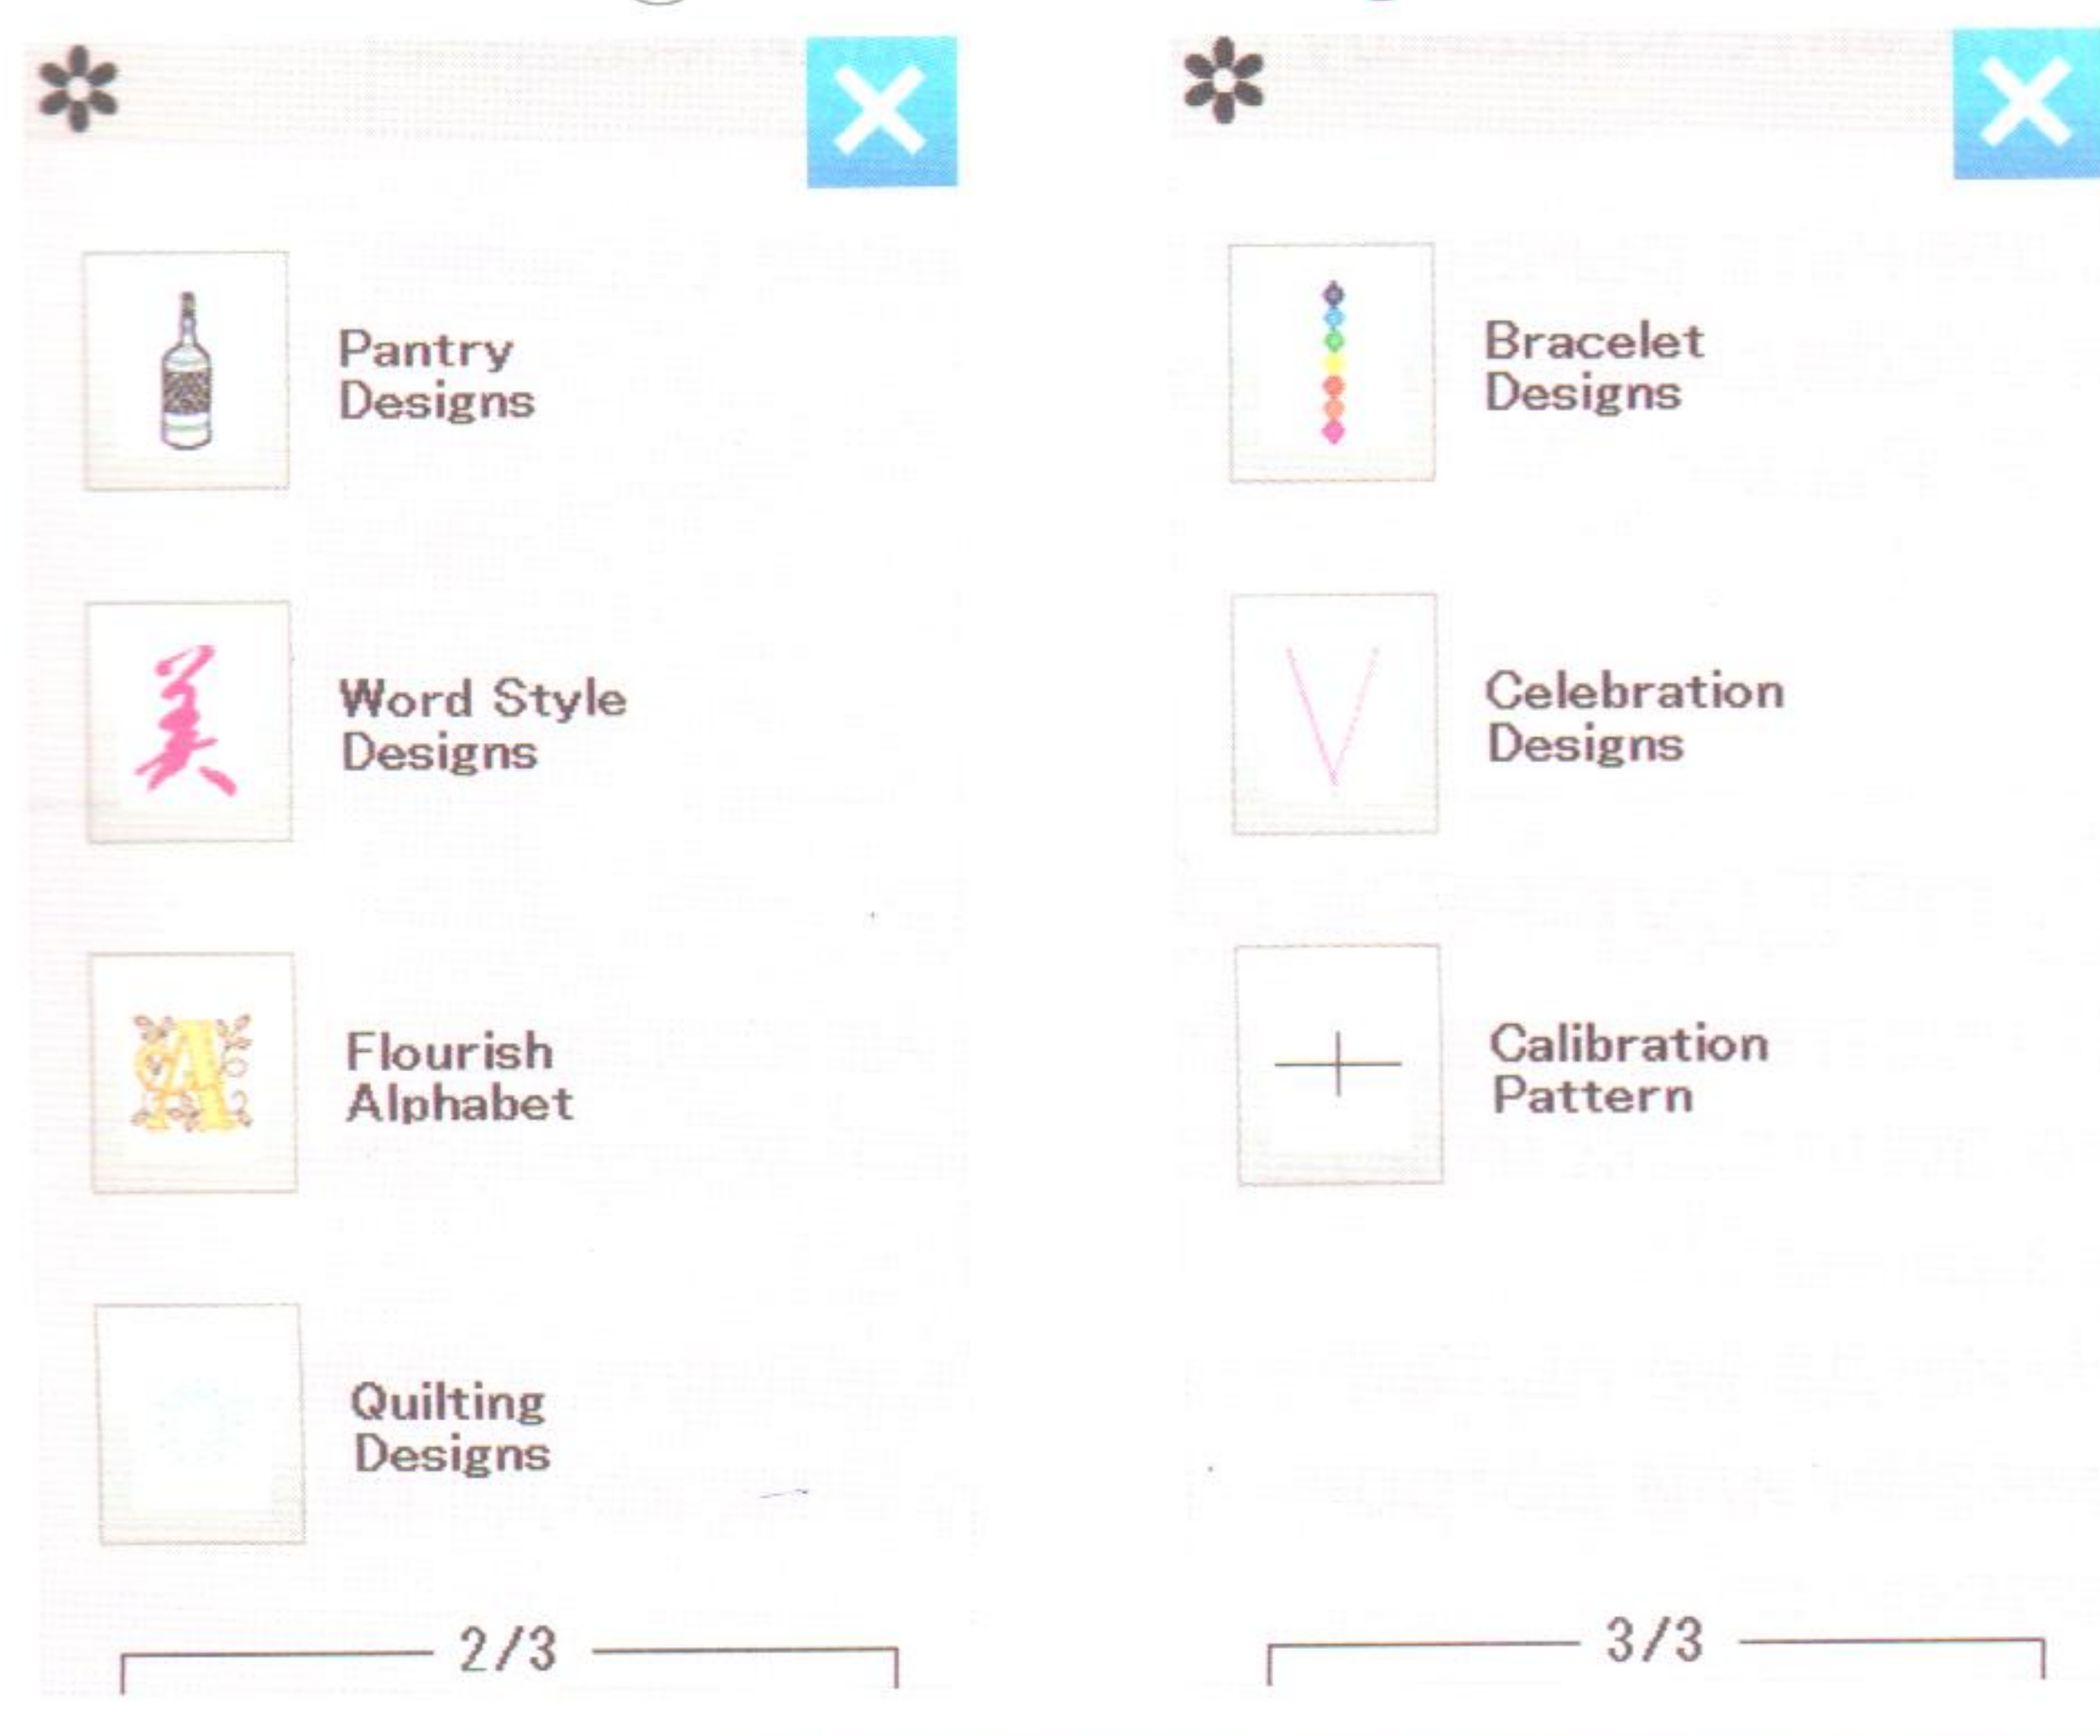 Pantry
Designs
美
Word Style
Designs
A
Flourish
Alphabet
Quilting
Designs
2/3
Bracelet
Designs
Celebration
Designs
Calibration
Pattern
3/3